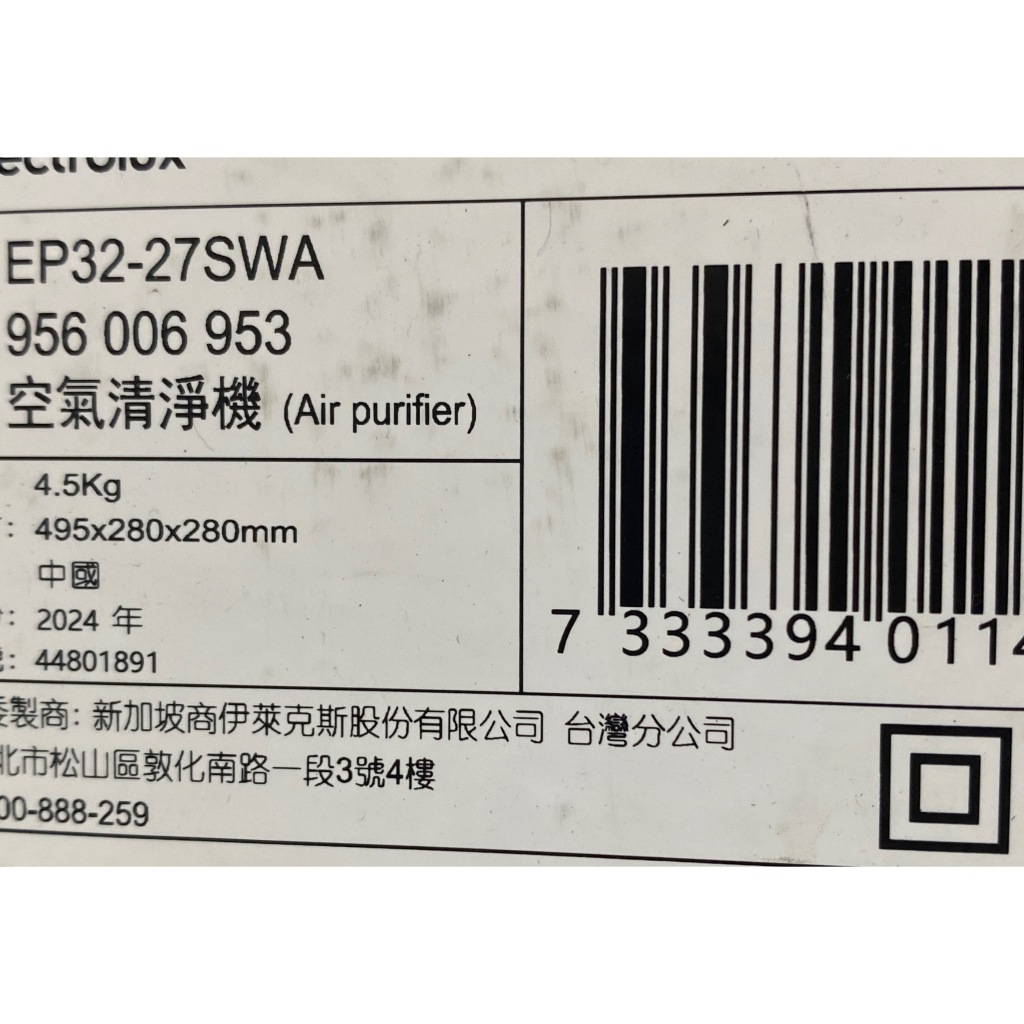 ectrolux
EP32-27SWA
956 006 953
空氣清淨機 (Air purifier)
4.5Kg
: 495x280x280mm
中國
: 2024 年
: 44801891
7 333394 0114
委製商: 新加坡商伊萊克斯股份有限公司 台灣分公司
北市松山區敦化南路一段3號4樓
00-888-259